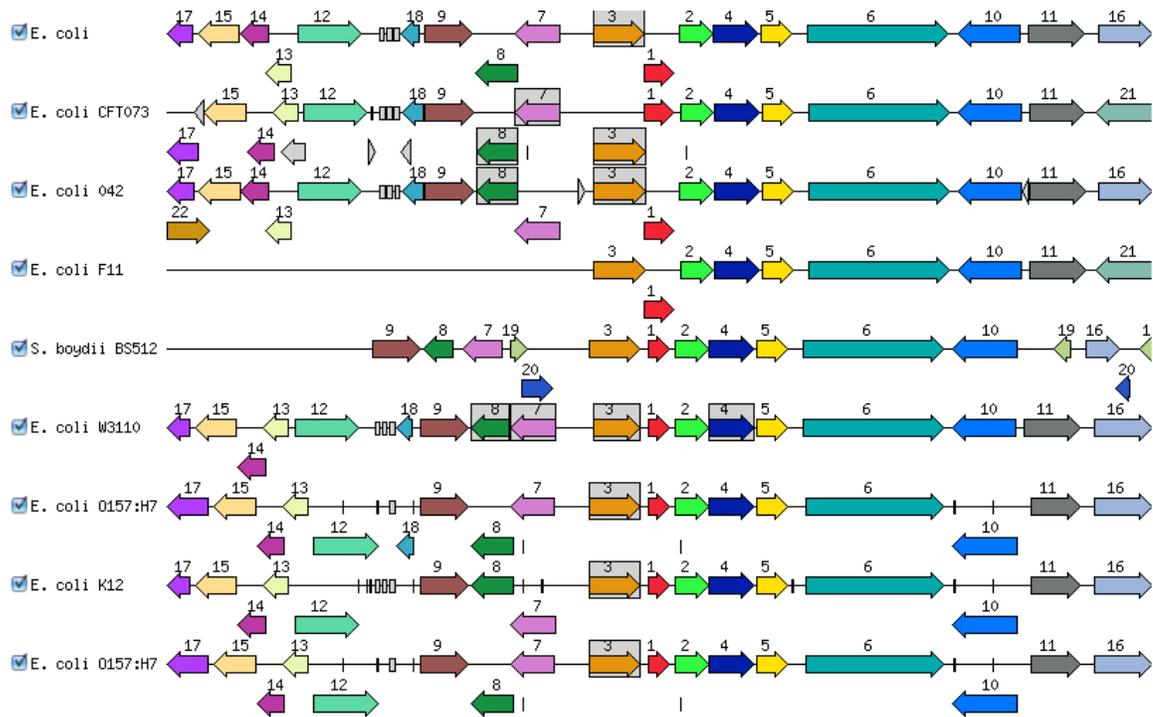 17 15 14 12 18 9 7 3 2 4 5 6 10 11 16
E. coli
13 8 1
15 13 12 18 9 7 1 2 4 5 6 10 11 21
E. coli CFT073
17 14 8 3
17 15 14 12 18 9 8 3 2 4 5 6 10 11 16
E. coli 042
22 13 7 1
3 2 4 5 6 10 11 21
E. coli F11
1
9 8 7 19 3 1 2 4 5 6 10 19 16 1
S. boydii BS512
20 20
17 15 13 12 18 9 8 7 3 1 2 4 5 6 10 11 16
E. coli W3110
14
17 15 13 9 7 3 1 2 4 5 6 11 16
E. coli O157:H7
14 12 18 8 10
17 15 13 9 8 3 1 2 4 5 6 11 16
E. coli K12
14 12 7 10
17 15 13 9 7 3 1 2 4 5 6 11 16
E. coli O157:H7
14 12 8 10